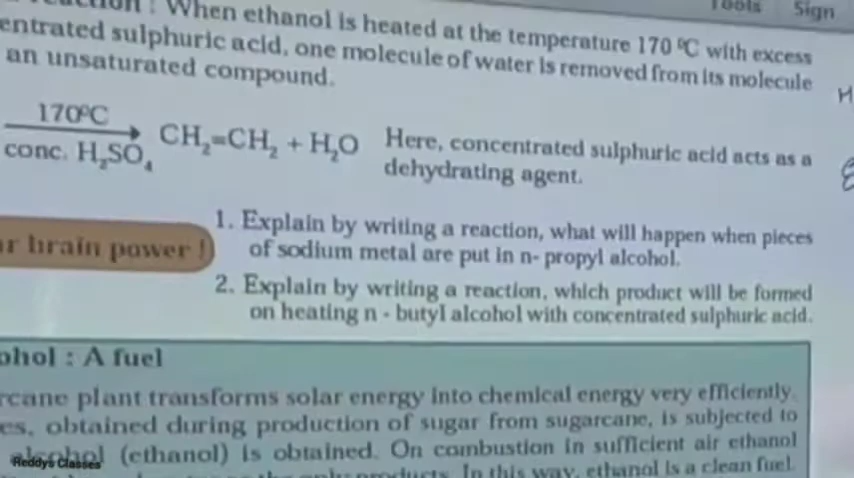 Tools Sign
: When ethanol is heated at the temperature 170 ⁰C with excess
entrated sulphuric acid, one molecule of water is removed from its molecule
an unsaturated compound.
170⁰C
conc. H₂SO₄
CH₂=CH₂ + H₂O
Here, concentrated sulphuric acid acts as a
dehydrating agent.
brain power !
1. Explain by writing a reaction, what will happen when pieces
of sodium metal are put in n- propyl alcohol.
2. Explain by writing a reaction, which product will be formed
on heating n - butyl alcohol with concentrated sulphuric acid.
ohol : A fuel
rcane plant transforms solar energy into chemical energy very efficiently.
es, obtained during production of sugar from sugarcane, is subjected to
alcohol (ethanol) is obtained. On combustion in sufficient air ethanol
products. In this way, ethanol is a clean fuel.
Reddys Classes